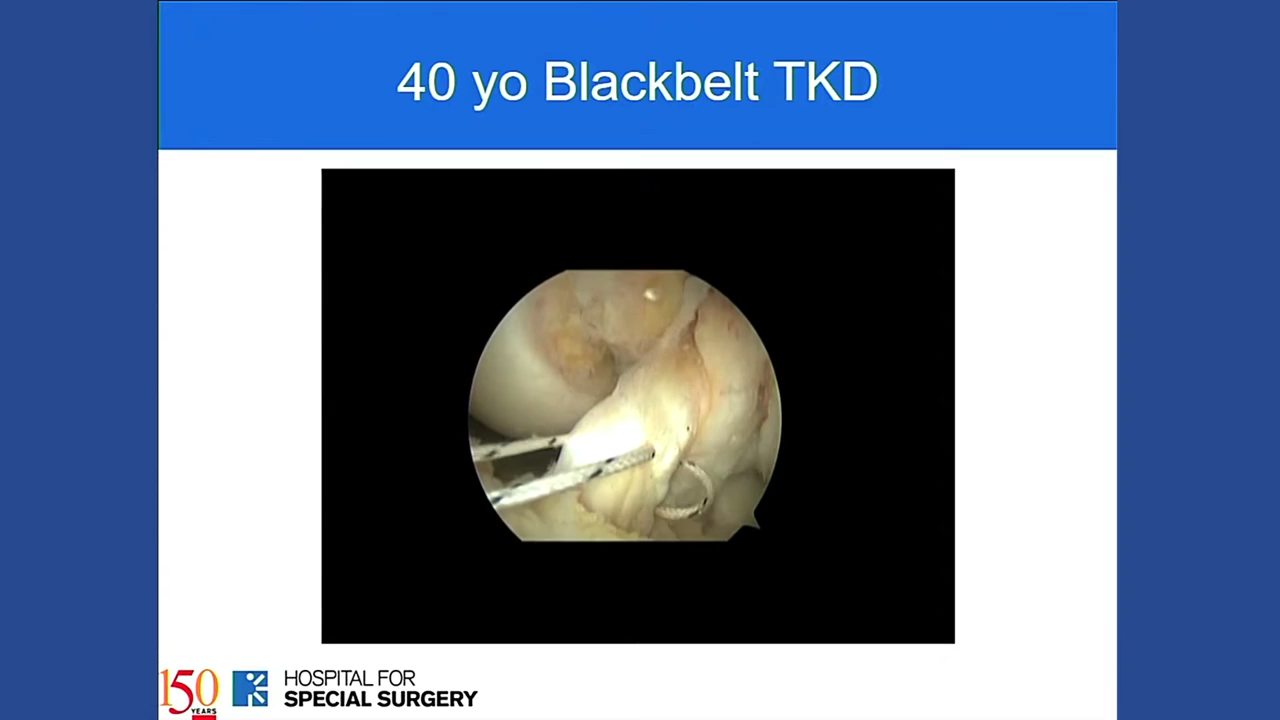 40 yo Blackbelt TKD
150
YEARS
HOSPITAL FOR
SPECIAL SURGERY